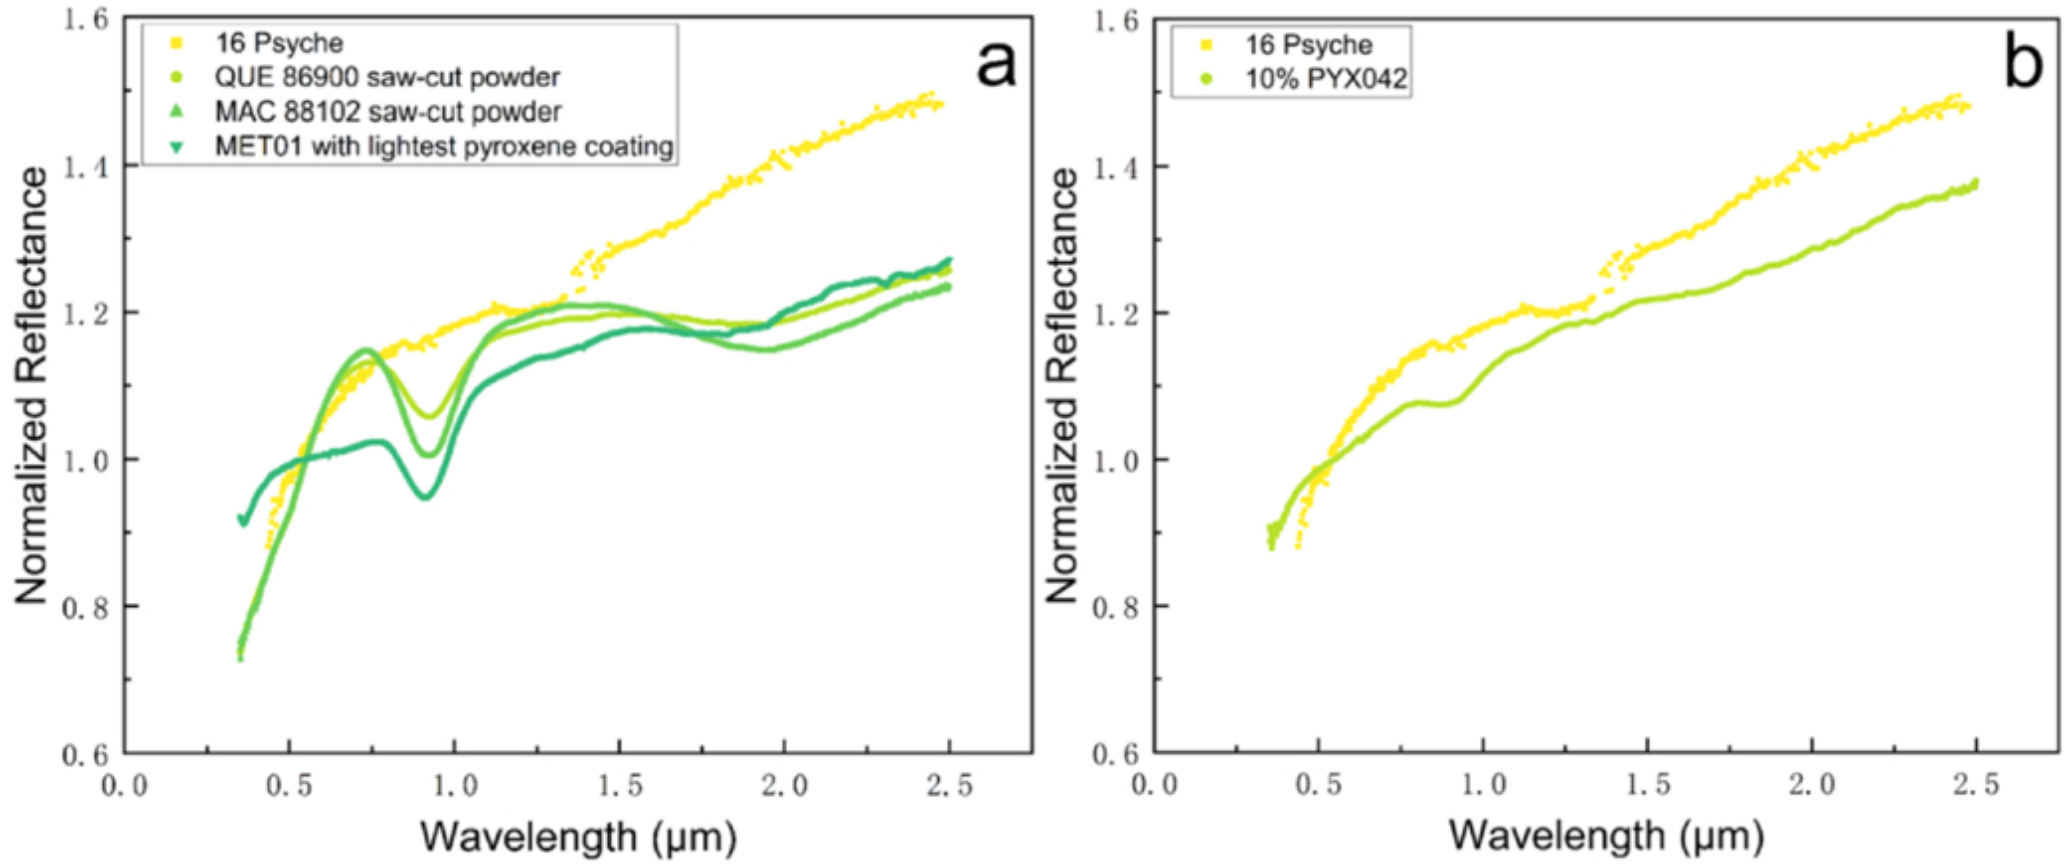 a
16 Psyche
QUE 86900 saw-cut powder
MAC 88102 saw-cut powder
MET01 with lightest pyroxene coating
Normalized Reflectance
1.6
1.4
1.2
1.0
0.8
0.6
0.0 0.5 1.0 1.5 2.0 2.5
Wavelength (μm)
b
16 Psyche
10% PYX042
Normalized Reflectance
1.6
1.4
1.2
1.0
0.8
0.6
0.0 0.5 1.0 1.5 2.0 2.5
Wavelength (μm)